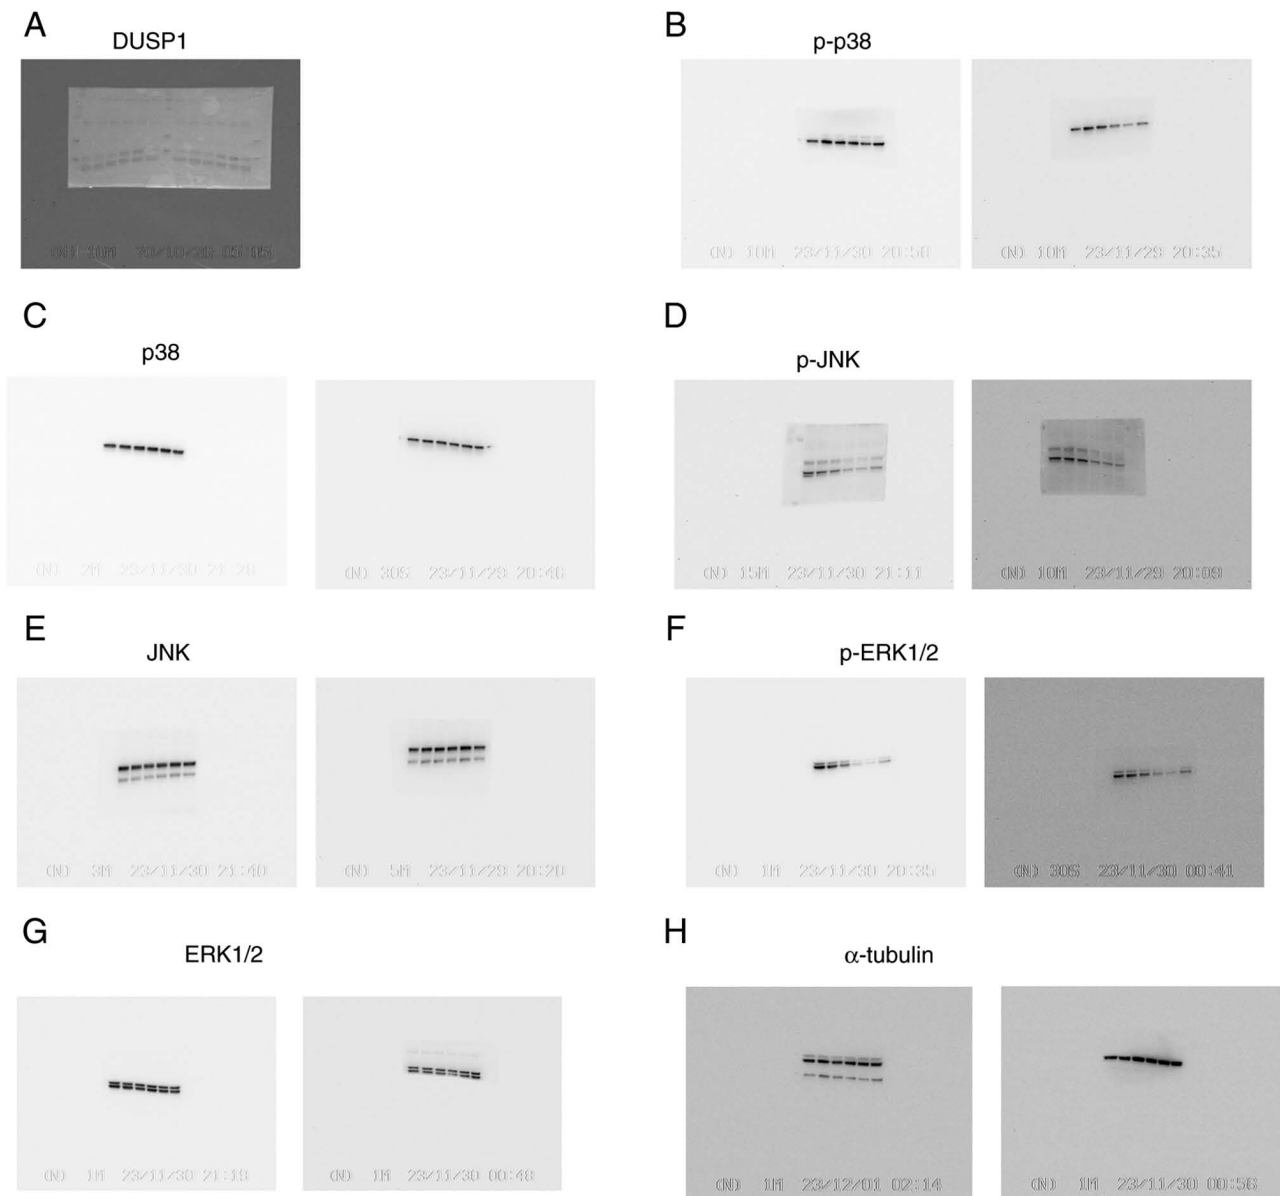 A
DUSP1
B
p-p38
(N) 10M 23/11/30 20:50
(N) 10M 23/11/29 20:35
C
p38
(N) 2M 23/11/30 21:28
(N) 30S 23/11/29 20:46
D
p-JNK
(N) 15M 23/11/30 21:11
(N) 10M 23/11/29 20:09
E
JNK
(N) 3M 23/11/30 21:40
(N) 5M 23/11/29 20:20
F
p-ERK1/2
(N) 1M 23/11/30 20:35
(N) 30S 23/11/30 00:41
G
ERK1/2
(N) 1M 23/11/30 21:19
(N) 1M 23/11/30 00:48
H
α-tubulin
(N) 1M 23/12/01 02:14
(N) 1M 23/11/30 00:56